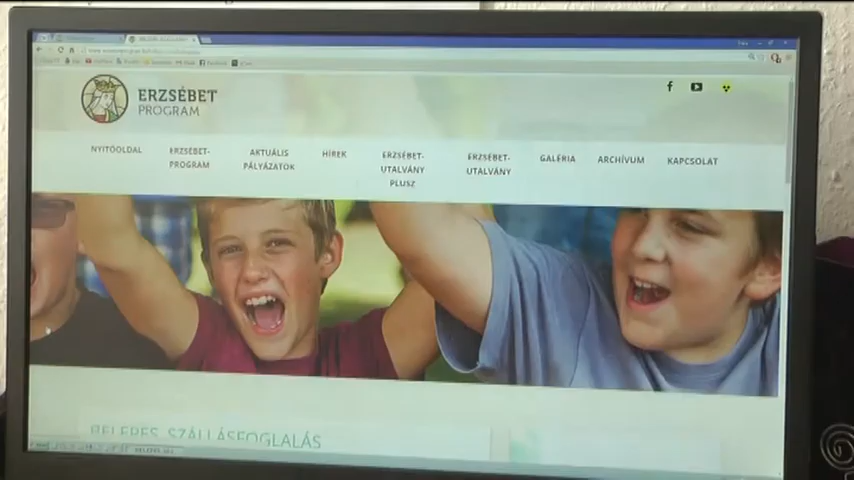 ERZSÉBET
PROGRAM
NYITÓOLDAL
ERZSÉBET-
PROGRAM
AKTUÁLIS
PÁLYÁZATOK
HÍREK
ERZSÉBET-
UTALVÁNY
PLUSZ
ERZSÉBET-
UTALVÁNY
GALÉRIA
ARCHÍVUM
KAPCSOLAT
BELÉPÉS, SZÁLLÁSFOGLALÁS